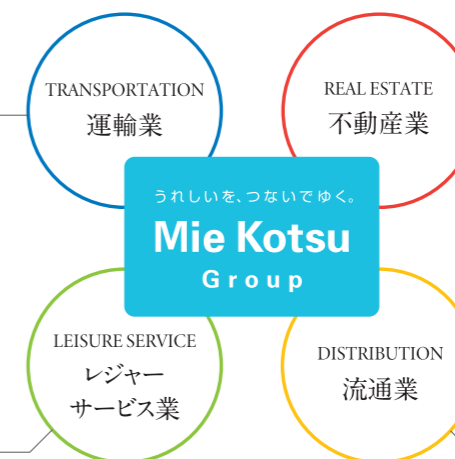 TRANSPORTATION
運輸業
REAL ESTATE
不動産業
うれしいを、つないでゆく。
Mie Kotsu
Group
LEISURE SERVICE
レジャー
サービス業
DISTRIBUTION
流通業